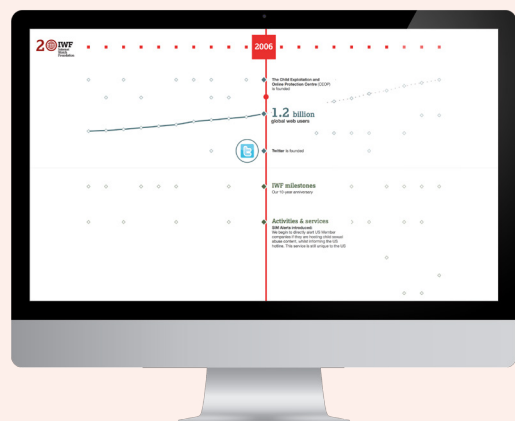 20 IWF
Internet
Watch
Foundation
2006
The Child Exploitation and
Online Protection Centre (CEOP)
is founded
1.2 billion
global web users
Twitter is founded
IWF milestones
Our 10 year anniversary
Activities & services
SIM Alerts introduced:
We begin to directly alert US Member
companies if they are hosting child sexual
abuse content, whilst informing the US
hotline. This service is still unique to the US